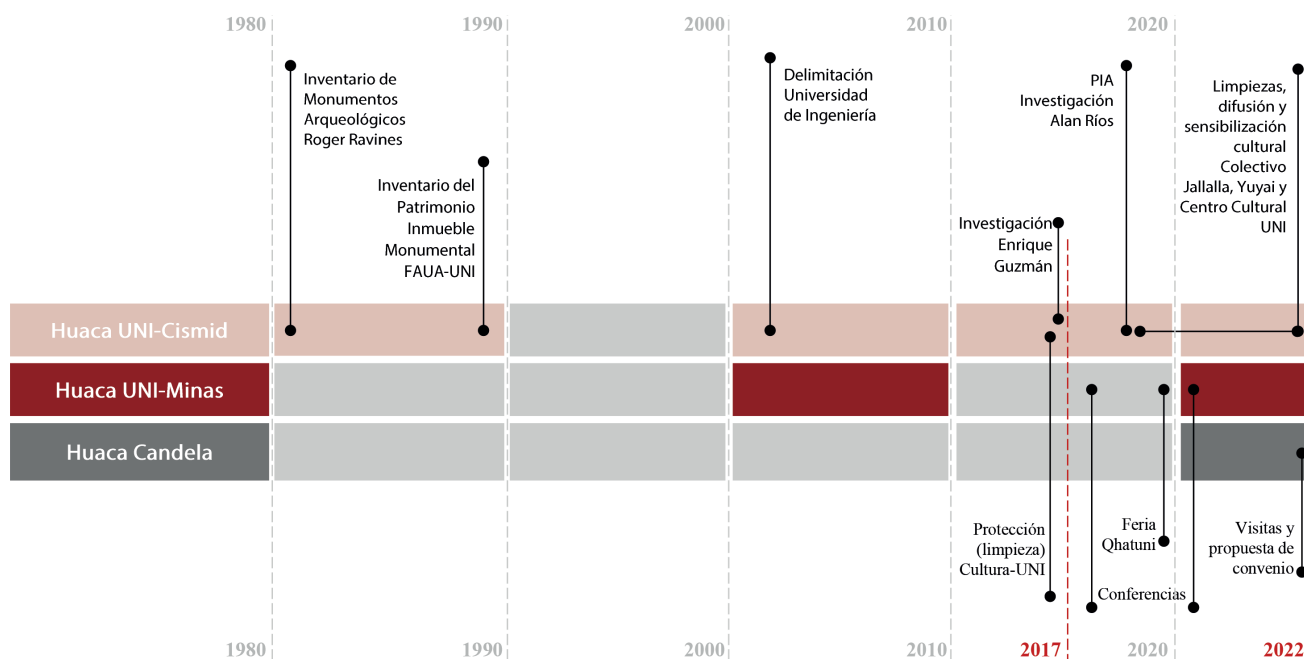 1980
1990
2000
2010
2020
Inventario de
Monumentos
Arqueológicos
Roger Ravines
Inventario del
Patrimonio
Inmueble
Monumental
FAUA-UNI
Delimitación
Universidad
de Ingeniería
Investigación
Enrique
Guzmán
PIA
Investigación
Alan Ríos
Limpiezas,
difusión y
sensibilización
cultural
Colectivo
Jallalla, Yuyai y
Centro Cultural
UNI
Huaca UNI-Cismid
Huaca UNI-Minas
Huaca Candela
Protección
(limpieza)
Cultura-UNI
Conferencias
Feria
Qhatuni
Visitas y
propuesta de
convenio
1980
1990
2000
2010
2017
2020
2022